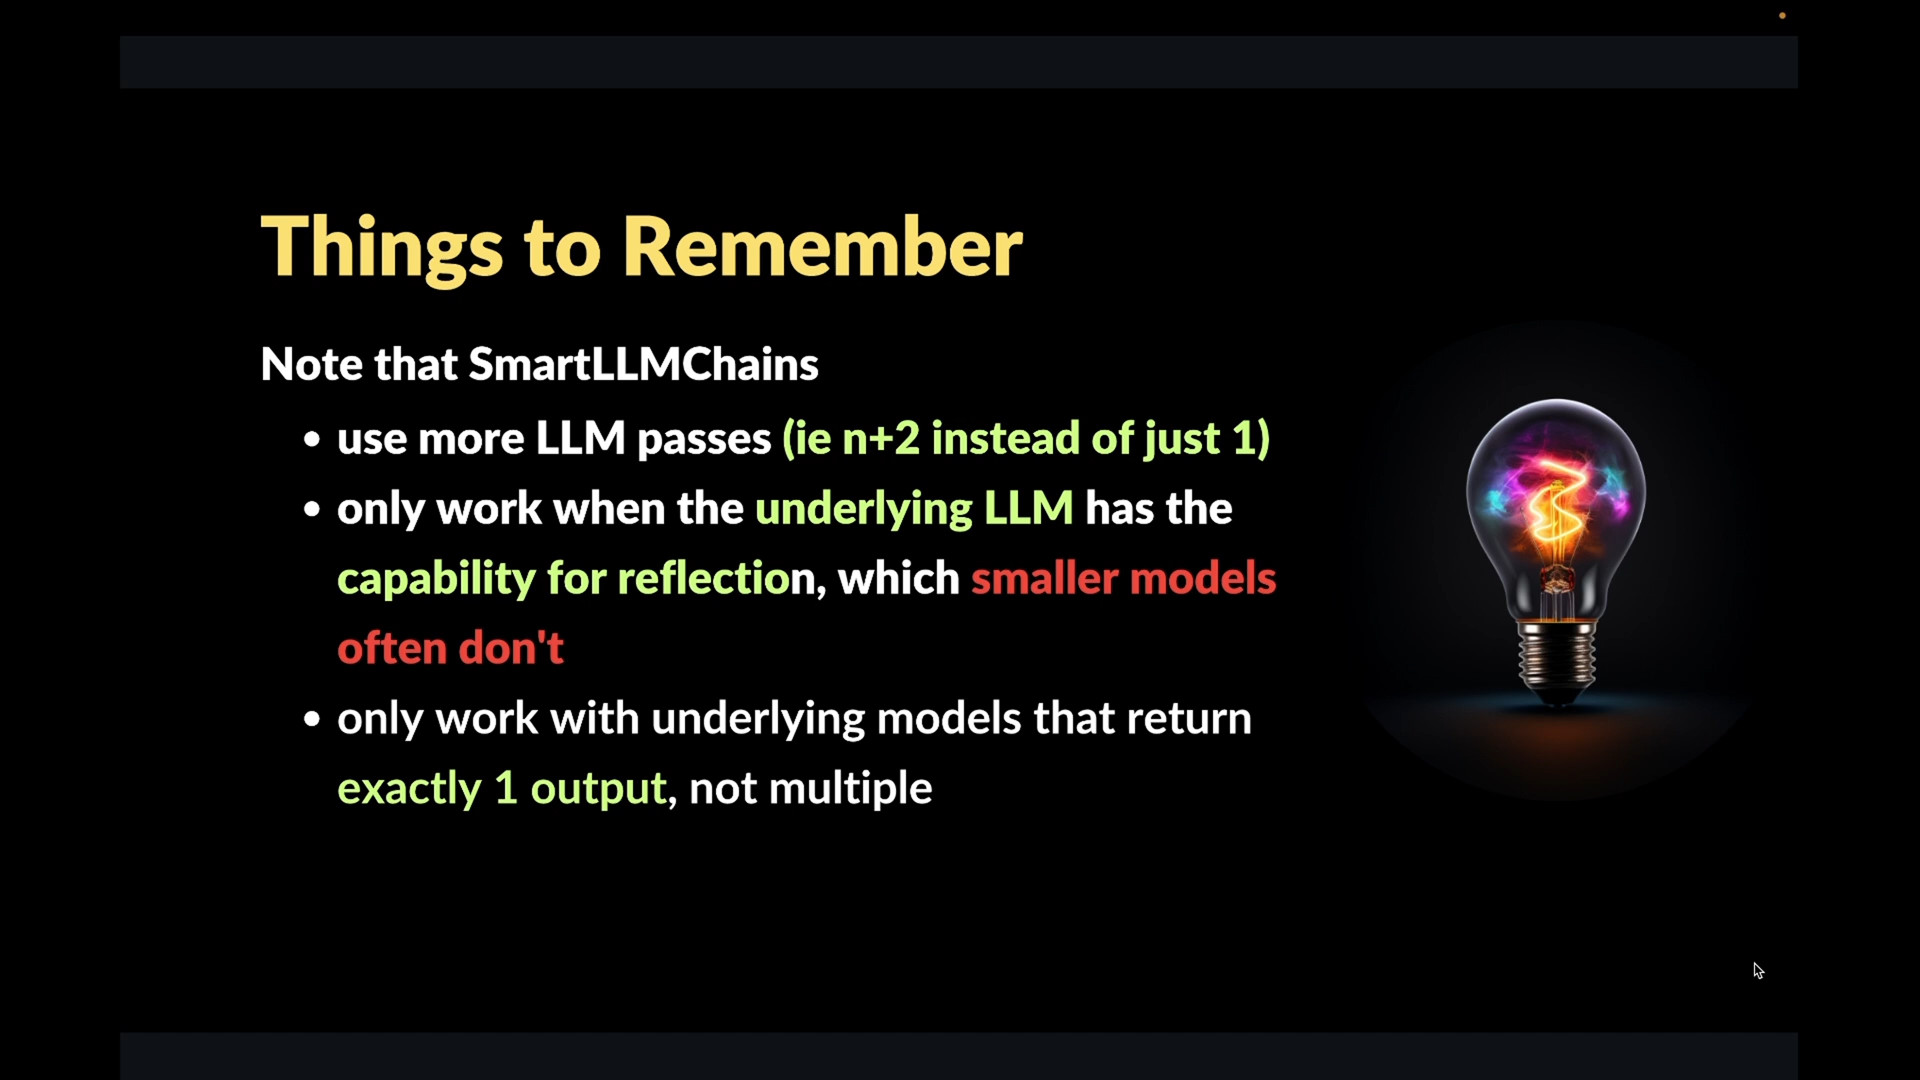 Things to Remember
Note that SmartLLMChains
• use more LLM passes (ie n+2 instead of just 1)
• only work when the underlying LLM has the
capability for reflection, which smaller models
often don't
• only work with underlying models that return
exactly 1 output, not multiple